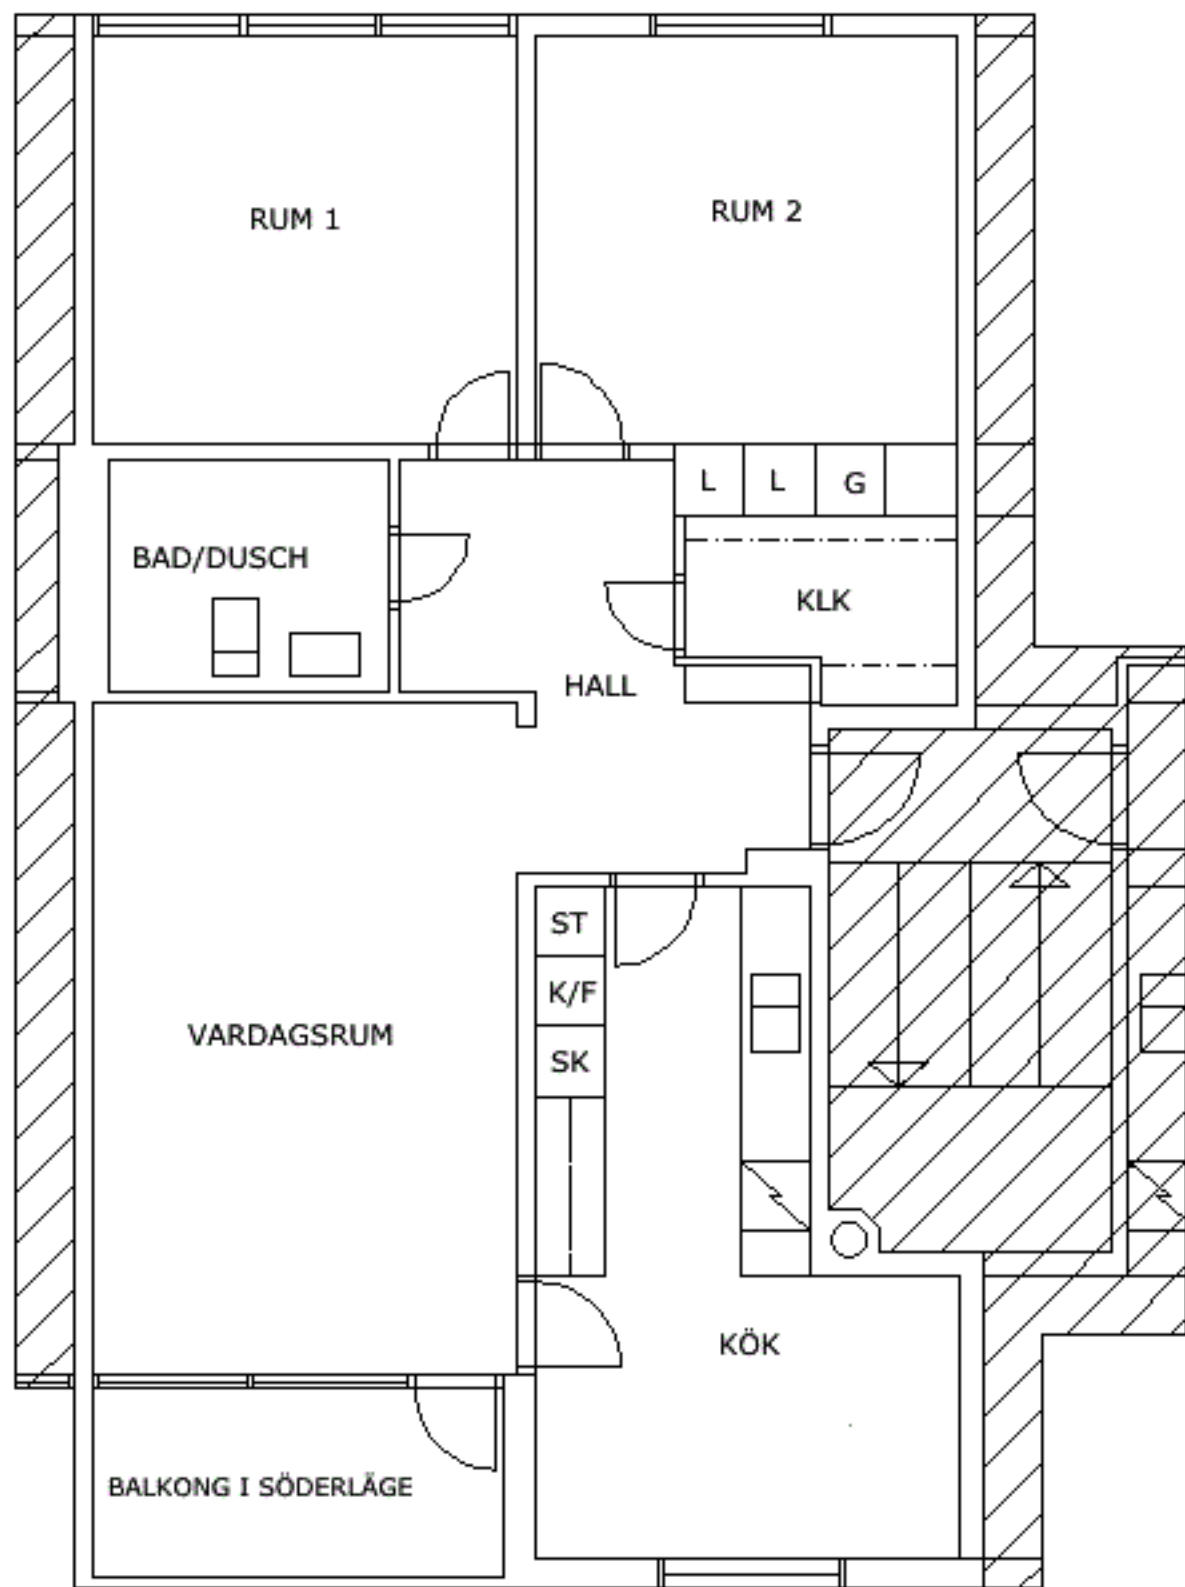 RUM 1
RUM 2
L L G
BAD/DUSCH
KLK
HALL
ST
K/F
VARDAGSRUM
SK
KÖK
BALKONG I SÖDERLÄGE